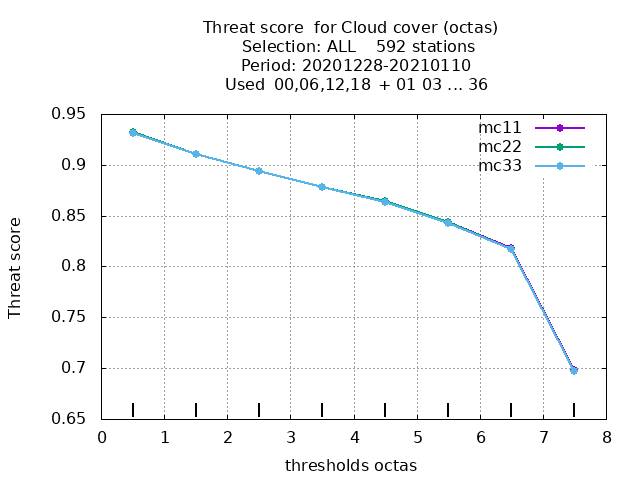 Threat score  for Cloud cover (octas)
Selection: ALL    592 stations
Period: 20201228-20210110
Used  00,06,12,18  + 01 03 ... 36
mc11
mc22
mc33
0.95
0.9
0.85
0.8
0.75
0.7
0.65
Threat score
0 1 2 3 4 5 6 7 8
thresholds octas